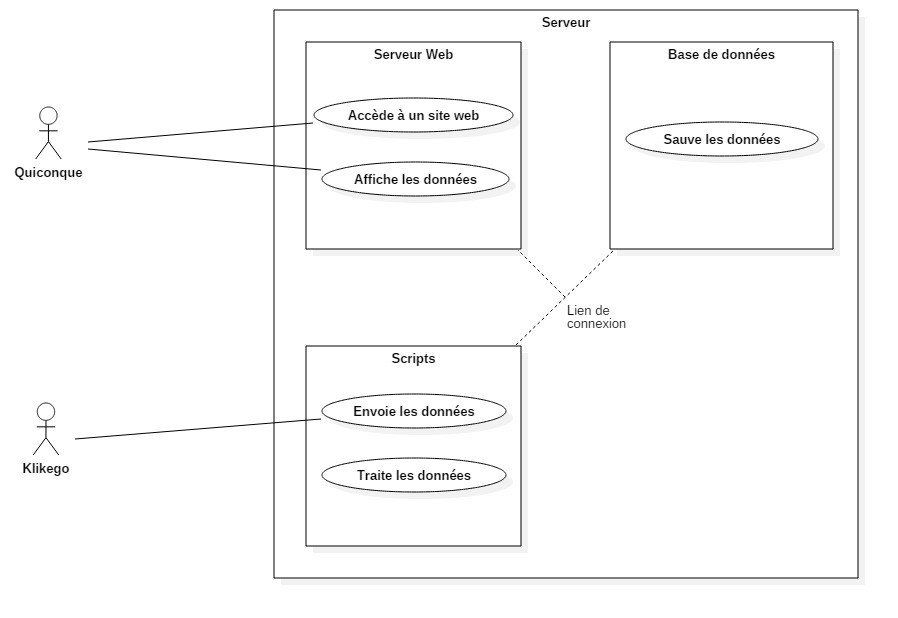 Serveur
Serveur Web
Base de données
Accède à un site web
Sauve les données
Quiconque
Affiche les données
Lien de
connexion
Scripts
Envoie les données
Klikego
Traite les données